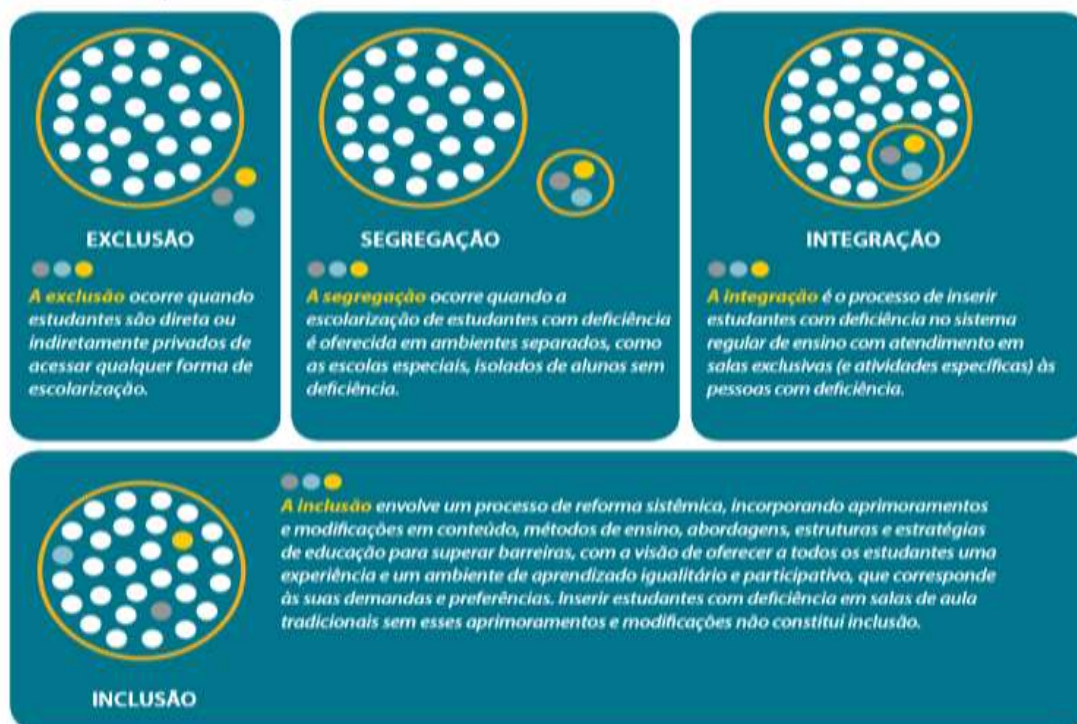 EXCLUSÃO
A exclusão ocorre quando
estudantes são direta ou
indiretamente privados de
acessar qualquer forma de
escolarização.
SEGREGAÇÃO
A segregação ocorre quando a
escolarização de estudantes com deficiência
é oferecida em ambientes separados, como
as escolas especiais, isolados de alunos sem
deficiência.
INTEGRAÇÃO
A integração é o processo de inserir
estudantes com deficiência no sistema
regular de ensino com atendimento em
salas exclusivas (e atividades específicas) às
pessoas com deficiência.
INCLUSÃO
A inclusão envolve um processo de reforma sistêmica, incorporando aprimoramentos
e modificações em conteúdo, métodos de ensino, abordagens, estruturas e estratégias
de educação para superar barreiras, com a visão de oferecer a todos os estudantes uma
experiência e um ambiente de aprendizado igualitário e participativo, que corresponde
às suas demandas e preferências. Inserir estudantes com deficiência em salas de aula
tradicionais sem esses aprimoramentos e modificações não constitui inclusão.